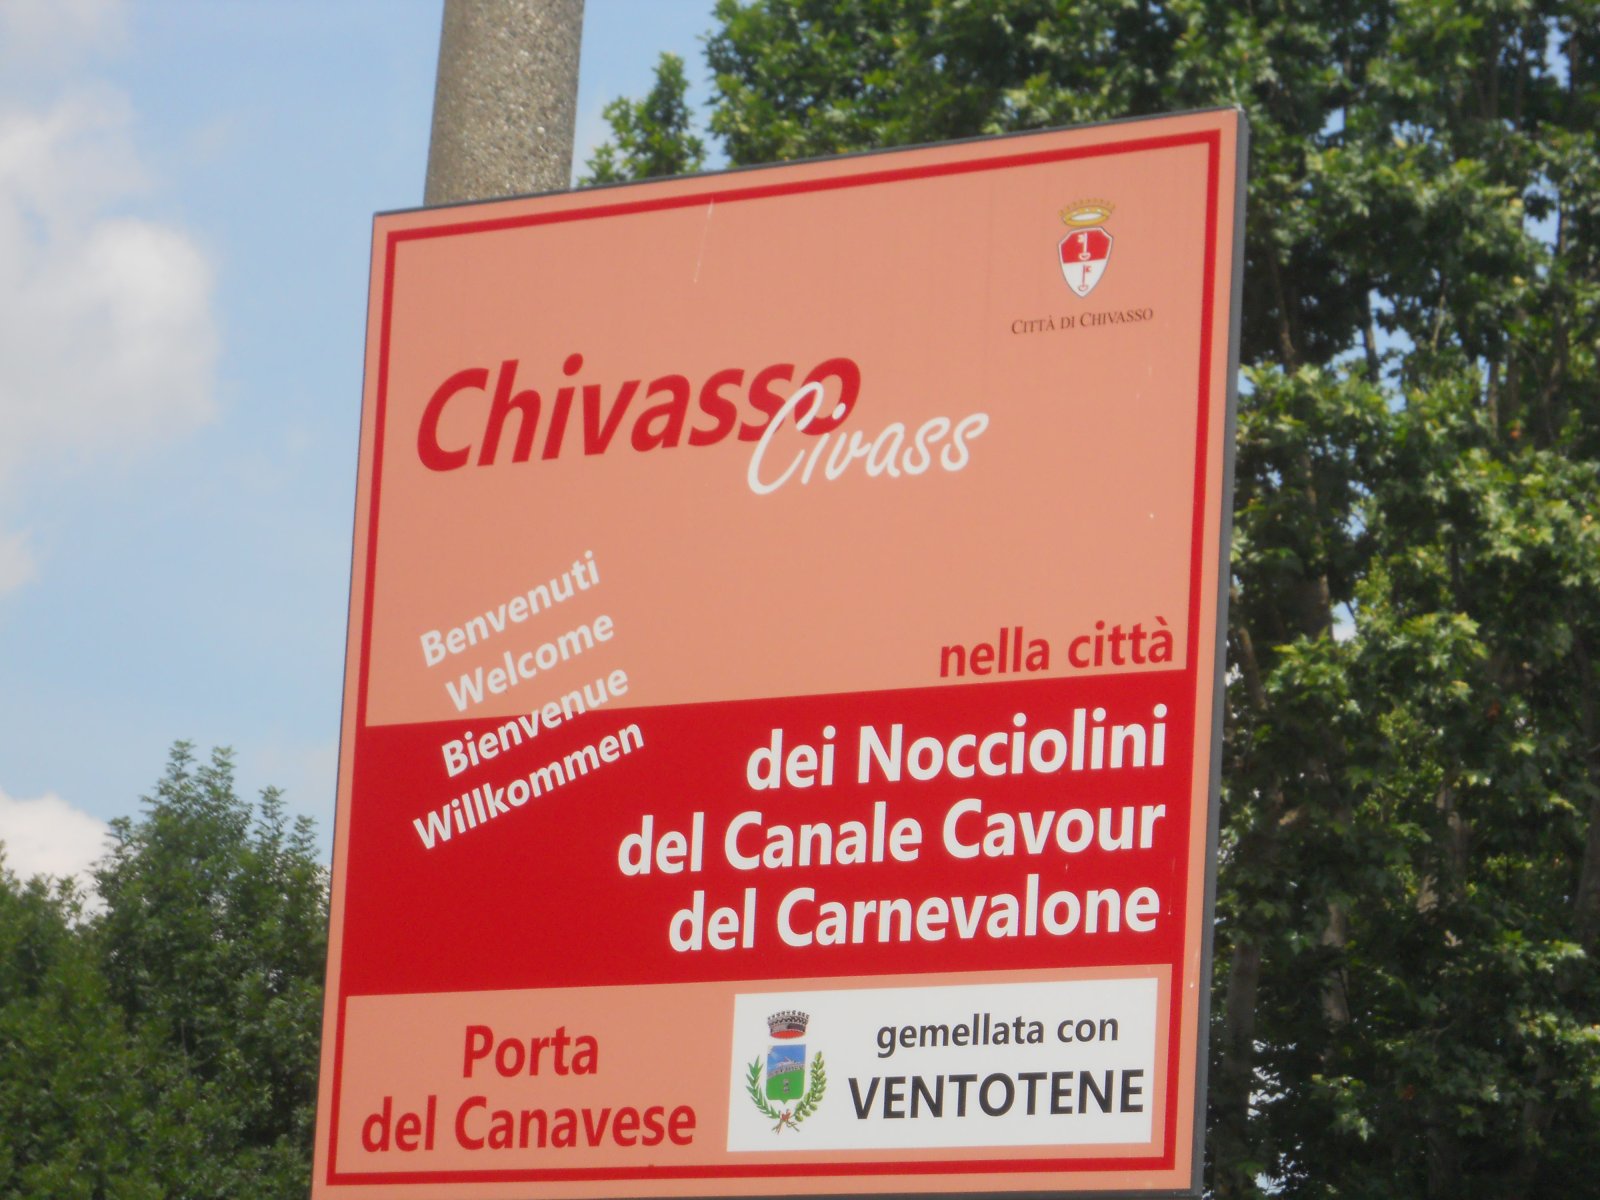 CITTÀ DI CHIVASSO
Chivasso
Civass
Benvenuti
Welcome
Bienvenue
Willkommen
nella città
dei Nocciolini
del Canale Cavour
del Carnevalone
Porta
del Canavese
gemellata con
VENTOTENE